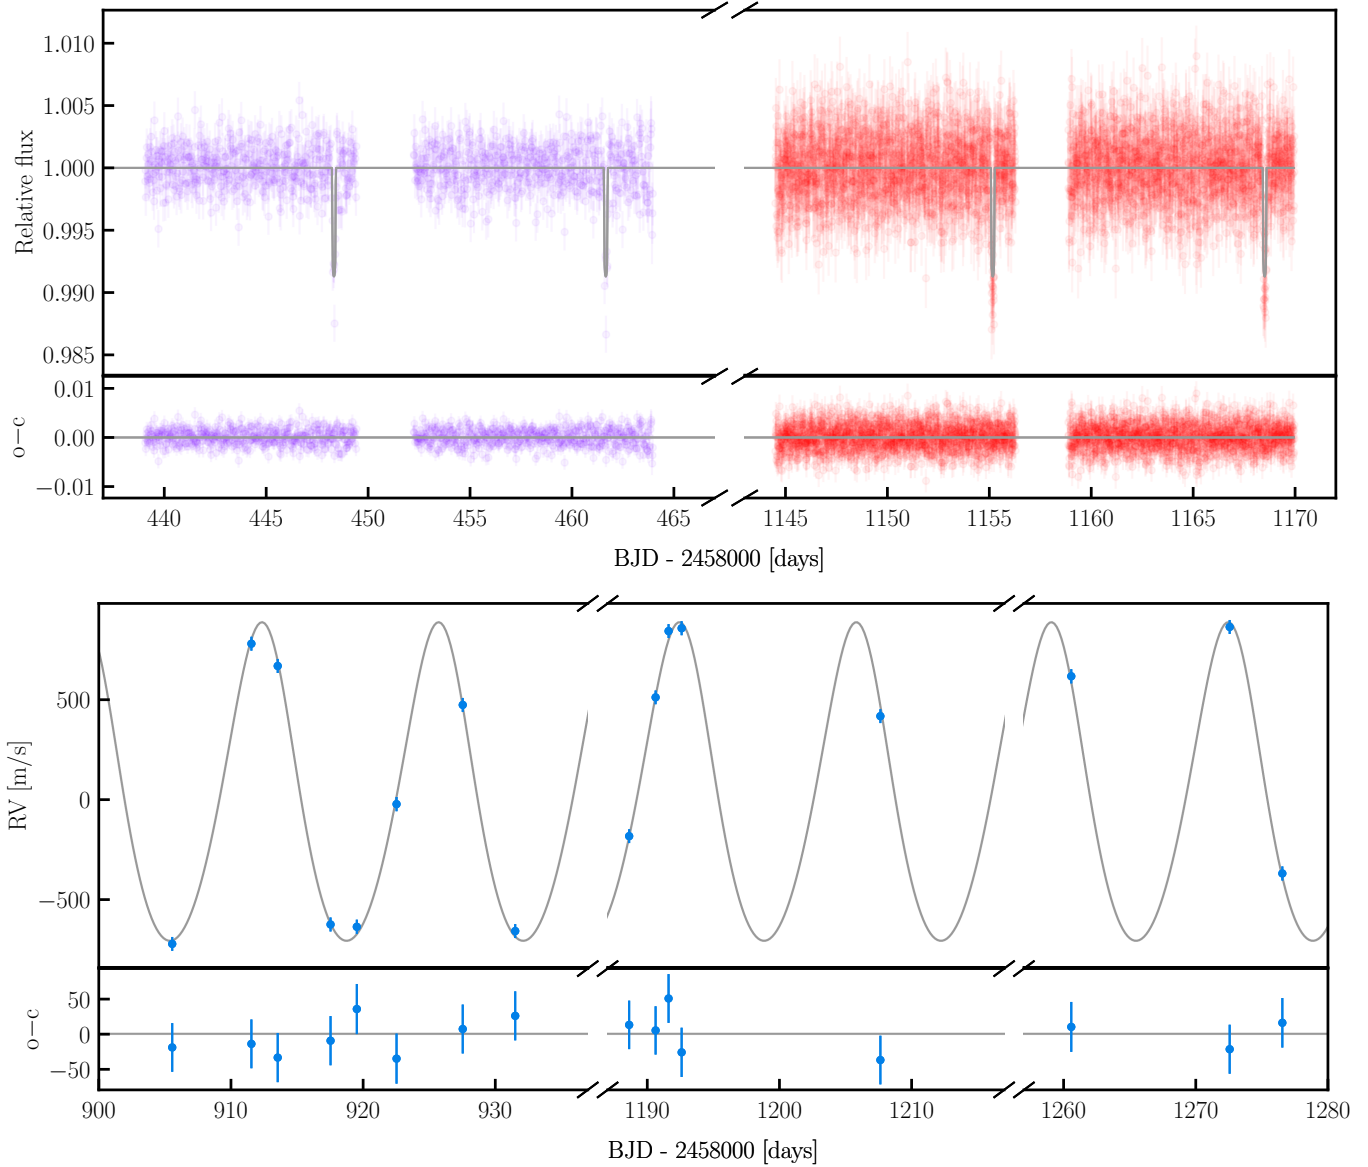 1.010
1.005
1.000
0.995
0.990
0.985
Relative flux
0.01
0.00
−0.01
o−c
440 445 450 455 460 465 1145 1150 1155 1160 1165 1170
BJD - 2458000 [days]
500
0
−500
RV [m/s]
50
0
−50
o−c
900 910 920 930 1190 1200 1210 1260 1270 1280
BJD - 2458000 [days]